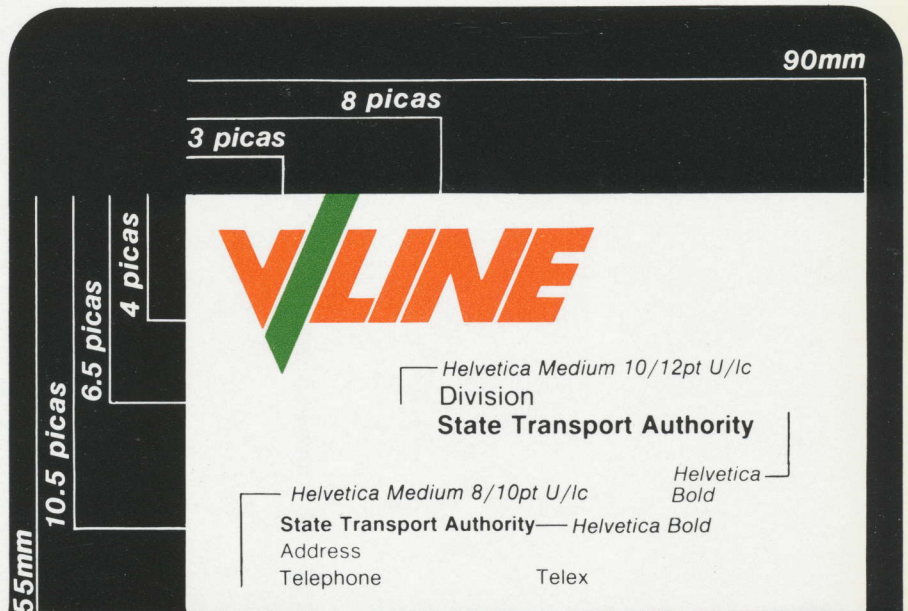 90mm
8 picas
3 picas
4 picas
6.5 picas
10.5 picas
55mm
V/LINE
Helvetica Medium 10/12pt U/lc
Division
State Transport Authority
Helvetica
Bold
Helvetica Medium 8/10pt U/lc
State Transport Authority Helvetica Bold
Address
Telephone Telex